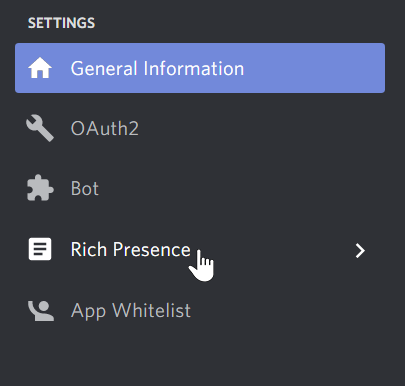 SETTINGS
General Information
OAuth2
Bot
Rich Presence
App Whitelist